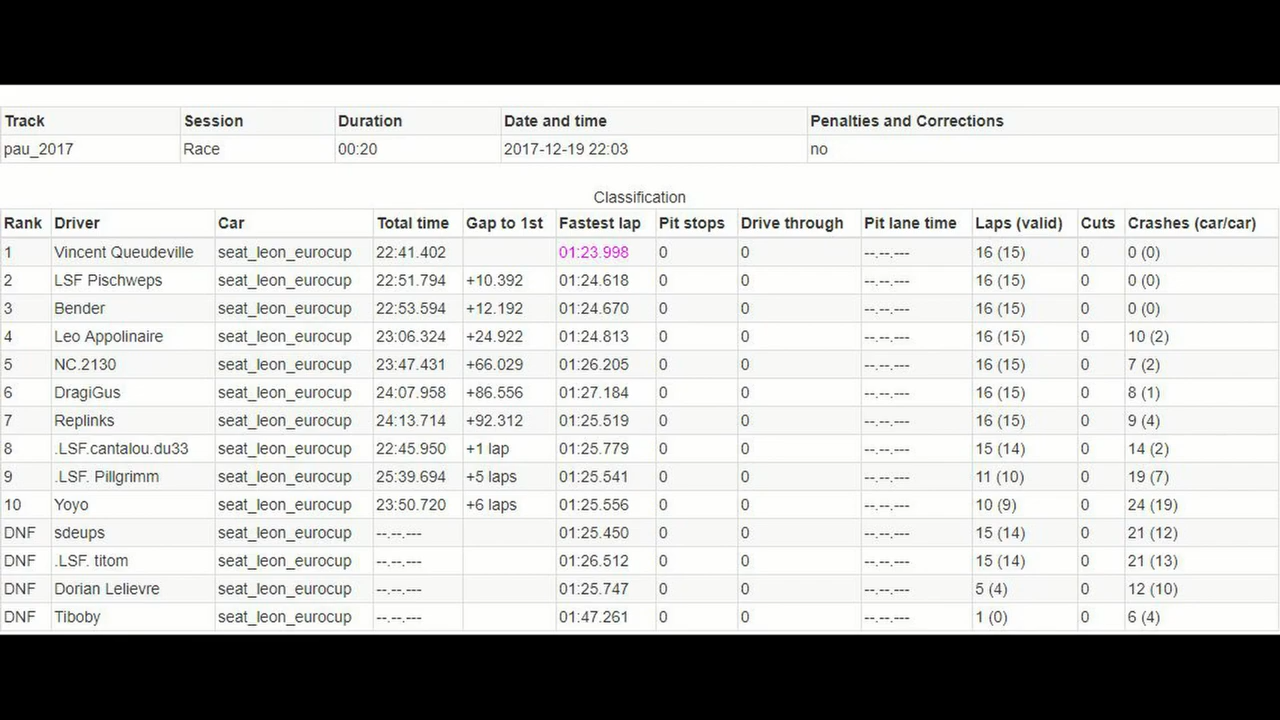 Track Session Duration Date and time Penalties and Corrections
pau_2017 Race 00:20 2017-12-19 22:03 no
Classification
Rank Driver Car Total time Gap to 1st Fastest lap Pit stops Drive through Pit lane time Laps (valid) Cuts Crashes (car/car)
1 Vincent Queudeville seat_leon_eurocup 22:41.402 01:23.998 0 0 --.--.--- 16 (15) 0 0 (0)
2 LSF Pischweps seat_leon_eurocup 22:51.794 +10.392 01:24.618 0 0 --.--.--- 16 (15) 0 0 (0)
3 Bender seat_leon_eurocup 22:53.594 +12.192 01:24.670 0 0 --.--.--- 16 (15) 0 0 (0)
4 Leo Appolinaire seat_leon_eurocup 23:06.324 +24.922 01:24.813 0 0 --.--.--- 16 (15) 0 10 (2)
5 NC.2130 seat_leon_eurocup 23:47.431 +66.029 01:26.205 0 0 --.--.--- 16 (15) 0 7 (2)
6 DragiGus seat_leon_eurocup 24:07.958 +86.556 01:27.184 0 0 --.--.--- 16 (15) 0 8 (1)
7 Replinks seat_leon_eurocup 24:13.714 +92.312 01:25.519 0 0 --.--.--- 16 (15) 0 9 (4)
8 .LSF.cantalou.du33 seat_leon_eurocup 22:45.950 +1 lap 01:25.779 0 0 --.--.--- 15 (14) 0 14 (2)
9 .LSF. Pillgrimm seat_leon_eurocup 25:39.694 +5 laps 01:25.541 0 0 --.--.--- 11 (10) 0 19 (7)
10 Yoyo seat_leon_eurocup 23:50.720 +6 laps 01:25.556 0 0 --.--.--- 10 (9) 0 24 (19)
DNF sdeups seat_leon_eurocup --.--.--- 01:25.450 0 0 --.--.--- 15 (14) 0 21 (12)
DNF .LSF. titom seat_leon_eurocup --.--.--- 01:26.512 0 0 --.--.--- 15 (14) 0 21 (13)
DNF Dorian Lelievre seat_leon_eurocup --.--.--- 01:25.747 0 0 --.--.--- 5 (4) 0 12 (10)
DNF Tiboby seat_leon_eurocup --.--.--- 01:47.261 0 0 --.--.--- 1 (0) 0 6 (4)